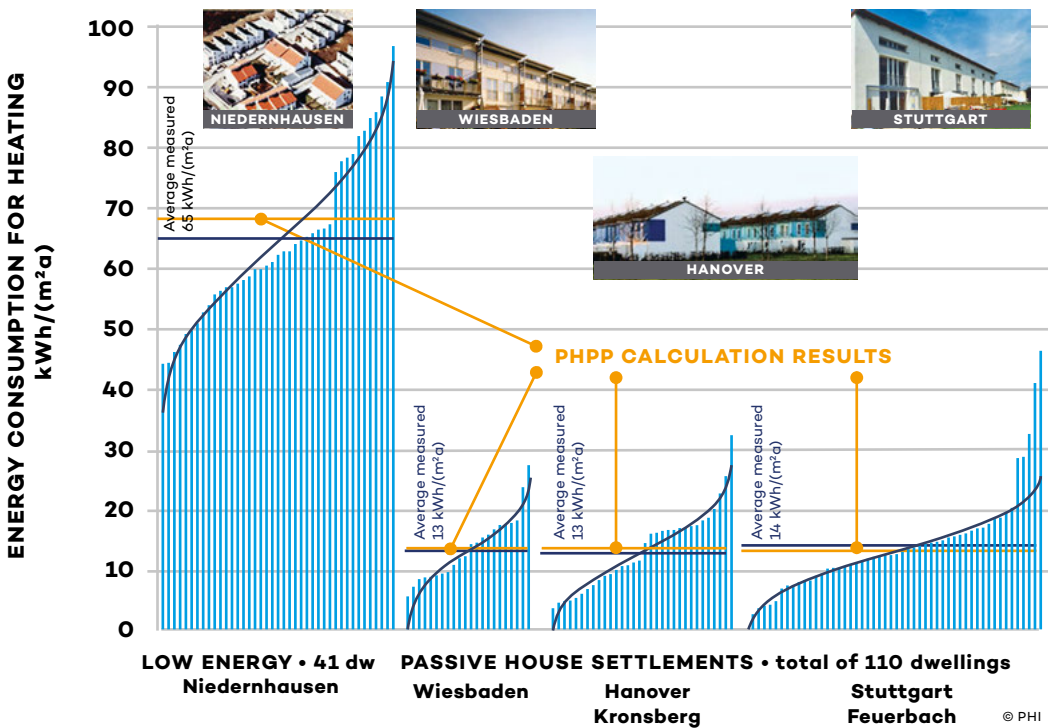 ENERGY CONSUMPTION FOR HEATING
kWh/(m²a)
100
90
80
70
60
50
40
30
20
10
0
NIEDERNHAUSEN
WIESBADEN
STUTTGART
HANOVER
Average measured
65 kWh/(m²a)
PHPP CALCULATION RESULTS
Average measured
13 kWh/(m²a)
Average measured
13 kWh/(m²a)
Average measured
14 kWh/(m²a)
LOW ENERGY • 41 dw
Niedernhausen
PASSIVE HOUSE SETTLEMENTS • total of 110 dwellings
Wiesbaden
Hanover
Kronsberg
Stuttgart
Feuerbach
© PHI